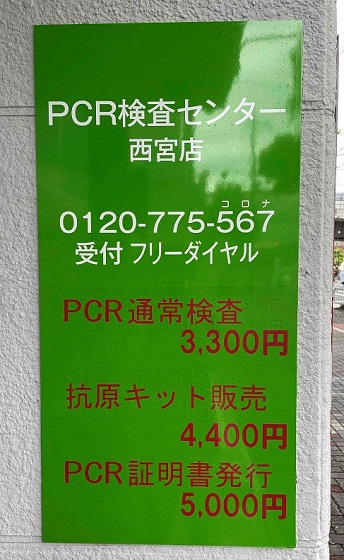 PCR検査センター
西宮店
コロナ
0120-775-567
受付 フリーダイヤル
PCR通常検査
3,300円
抗原キット販売
4,400円
PCR証明書発行
5,000円